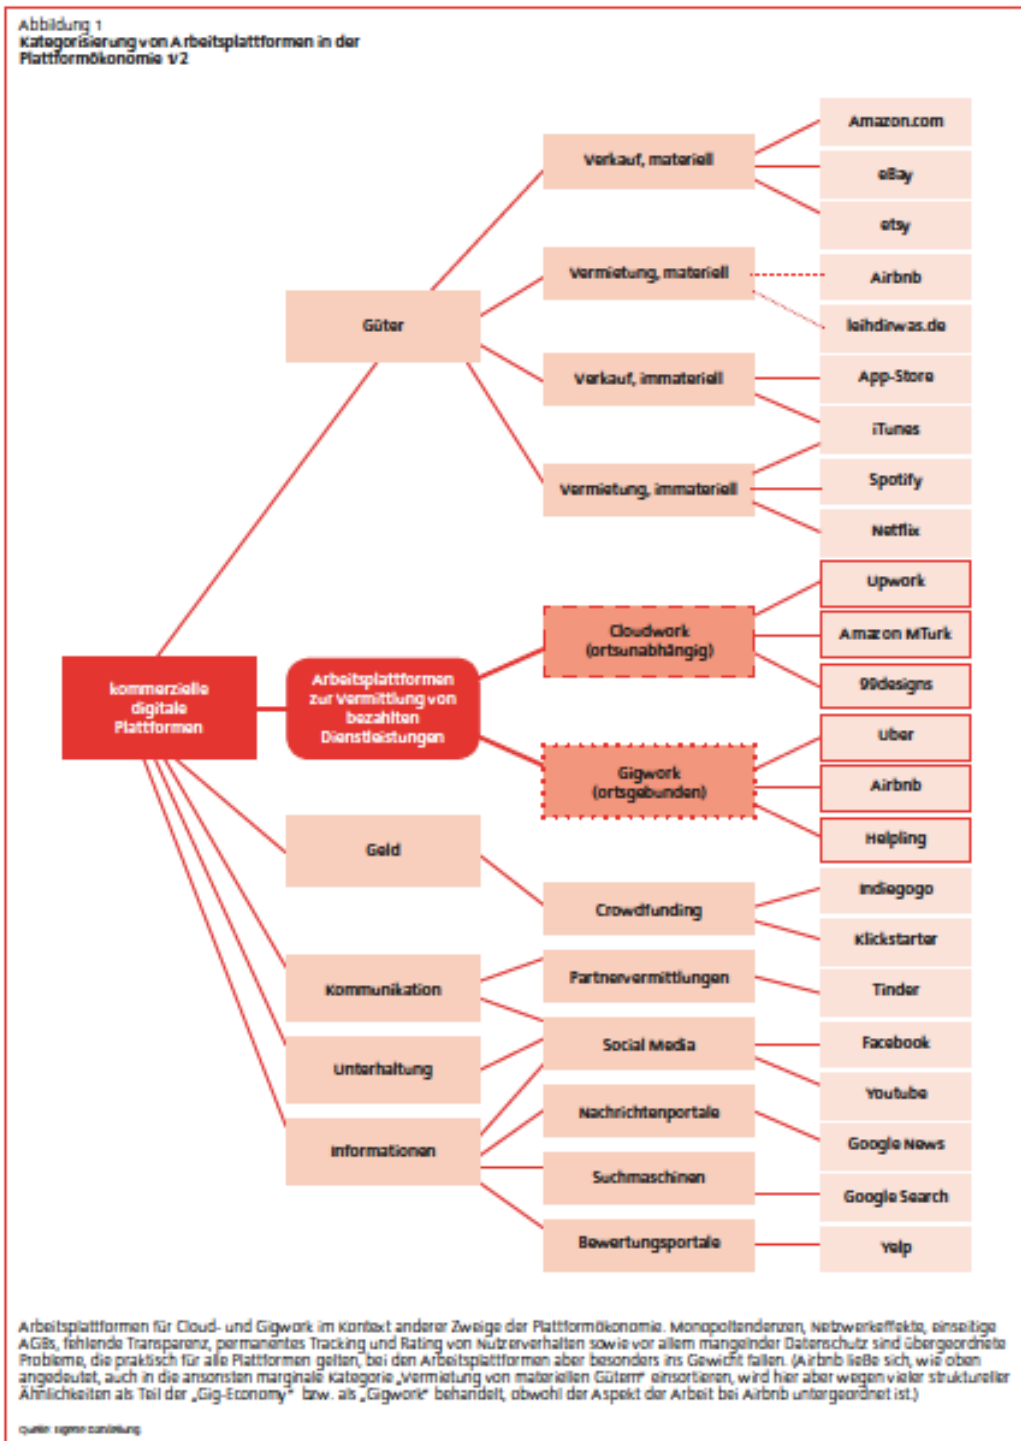 Abbildung 1
Kategorisierung von Arbeitsplattformen in der
Plattformökonomie 1/2
Amazon.com
Verkauf, materiell
eBay
etsy
Vermietung, materiell
Airbnb
Güter
leihdirwas.de
Verkauf, immateriell
App-Store
iTunes
Vermietung, immateriell
Spotify
Netflix
Upwork
Cloudwork
(ortsunabhängig)
Amazon MTurk
99designs
kommerzielle
digitale
Plattformen
Arbeitsplattformen
zur Vermittlung von
bezahlten
Dienstleistungen
Uber
Gigwork
(ortsgebunden)
Airbnb
Helpling
Geld
Indiegogo
Crowdfunding
Klickstarter
Kommunikation
Partnervermittlungen
Tinder
Social Media
Facebook
Unterhaltung
Youtube
Nachrichtenportale
Google News
Informationen
Suchmaschinen
Google Search
Bewertungsportale
Yelp
Arbeitsplattformen für Cloud- und Gigwork im Kontext anderer Zweige der Plattformökonomie. Monopoltendenzen, Netzwerkeffekte, einseitige
AGBs, fehlende Transparenz, permanentes Tracking und Rating von Nutzerverhalten sowie vor allem mangelnder Datenschutz sind übergeordnete
Probleme, die praktisch für alle Plattformen gelten, bei den Arbeitsplattformen aber besonders ins Gewicht fallen. (Airbnb ließe sich, wie oben
angedeutet, auch in die ansonsten marginale Kategorie „Vermietung von materiellen Gütern" einsortieren, wird hier aber wegen vieler struktureller
Ähnlichkeiten als Teil der „Gig-Economy" bzw. als „Gigwork" behandelt, obwohl der Aspekt der Arbeit bei Airbnb untergeordnet ist.)
Quelle: Eigene Darstellung.